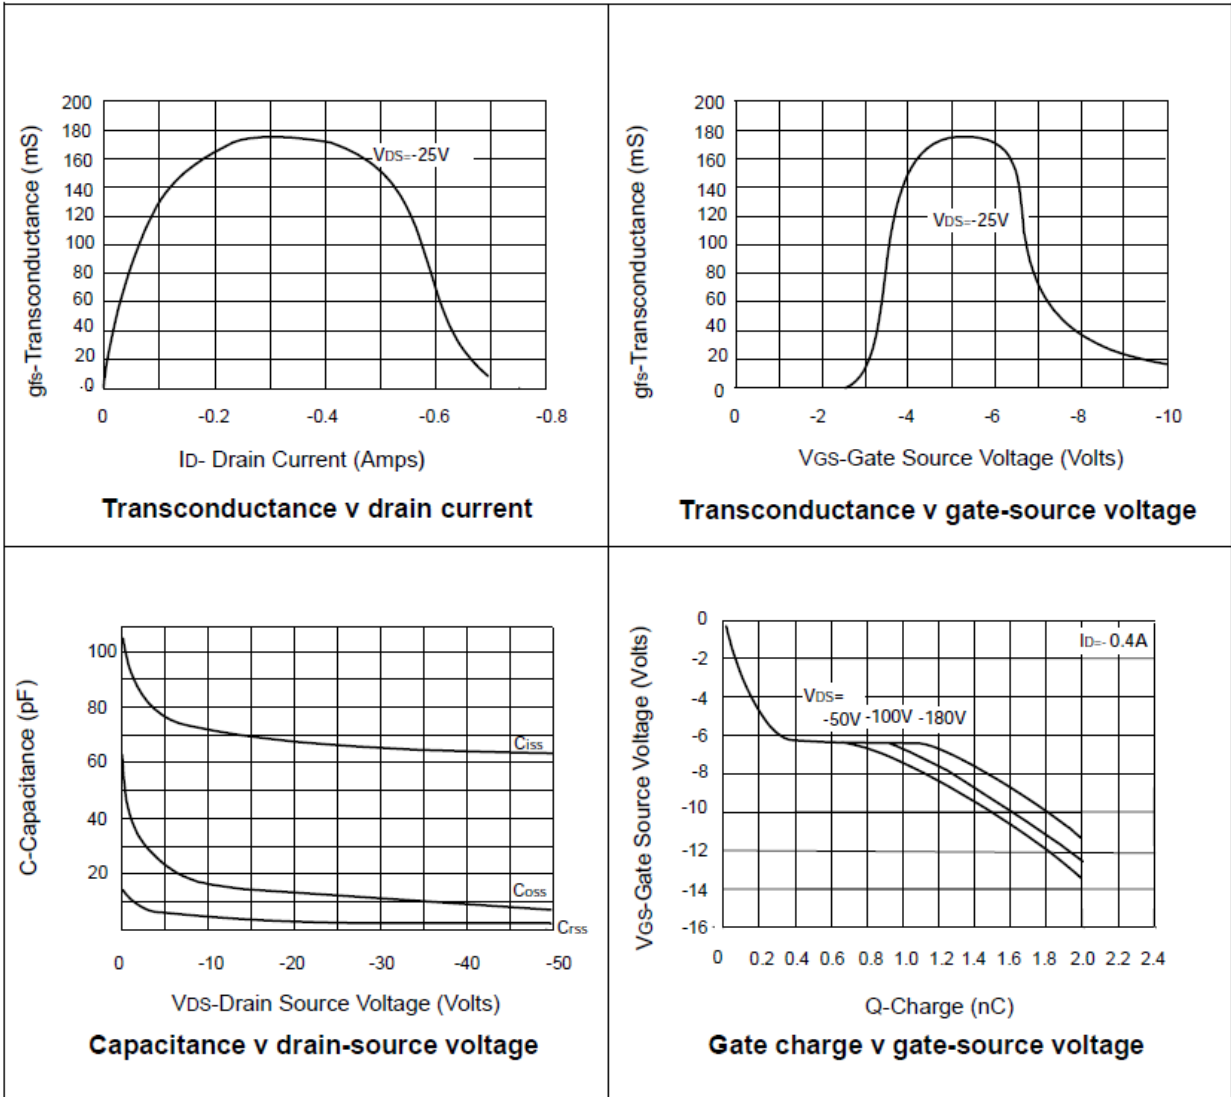 200
180
160
140
120
100
80
60
40
20
-0
gfs-Transconductance (mS)
VDS=-25V
0 -0.2 -0.4 -0.6 -0.8
ID- Drain Current (Amps)
Transconductance v drain current
200
180
160
140
120
100
80
60
40
20
0
gfs-Transconductance (mS)
VDS=-25V
0 -2 -4 -6 -8 -10
VGS-Gate Source Voltage (Volts)
Transconductance v gate-source voltage
100
80
60
40
20
C-Capacitance (pF)
Ciss
Coss
Crss
0 -10 -20 -30 -40 -50
VDS-Drain Source Voltage (Volts)
Capacitance v drain-source voltage
0
-2
-4
-6
-8
-10
-12
-14
-16
VGS-Gate Source Voltage (Volts)
ID=- 0.4A
VDS=
-50V -100V -180V
0 0.2 0.4 0.6 0.8 1.0 1.2 1.4 1.6 1.8 2.0 2.2 2.4
Q-Charge (nC)
Gate charge v gate-source voltage